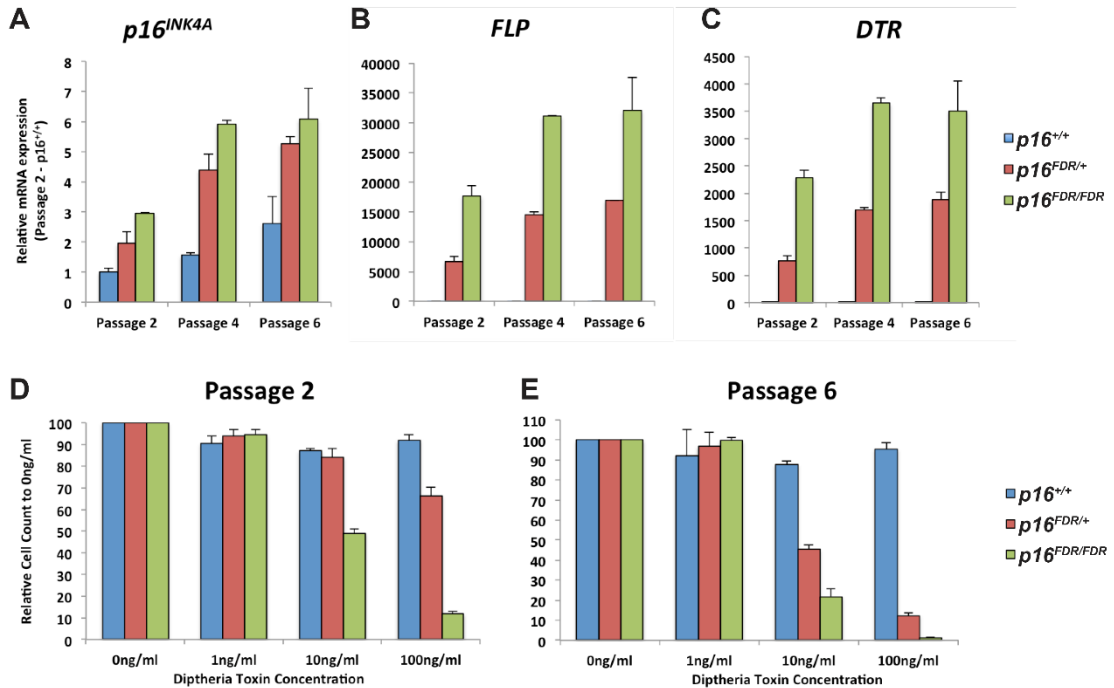 A
p16^INK4A
B
FLP
C
DTR
Relative mRNA expression
(Passage 2 - p16+/+)
8
7
6
5
4
3
2
1
0
Passage 2 Passage 4 Passage 6
40000
35000
30000
25000
20000
15000
10000
5000
0
Passage 2 Passage 4 Passage 6
4500
4000
3500
3000
2500
2000
1500
1000
500
0
Passage 2 Passage 4 Passage 6
p16+/+
p16FDR/+
p16FDR/FDR
D
Passage 2
Relative Cell Count to 0ng/ml
100
90
80
70
60
50
40
30
20
10
0
0ng/ml 1ng/ml 10ng/ml 100ng/ml
Diptheria Toxin Concentration
E
Passage 6
110
100
90
80
70
60
50
40
30
20
10
0
0ng/ml 1ng/ml 10ng/ml 100ng/ml
Diptheria Toxin Concentration
p16+/+
p16FDR/+
p16FDR/FDR